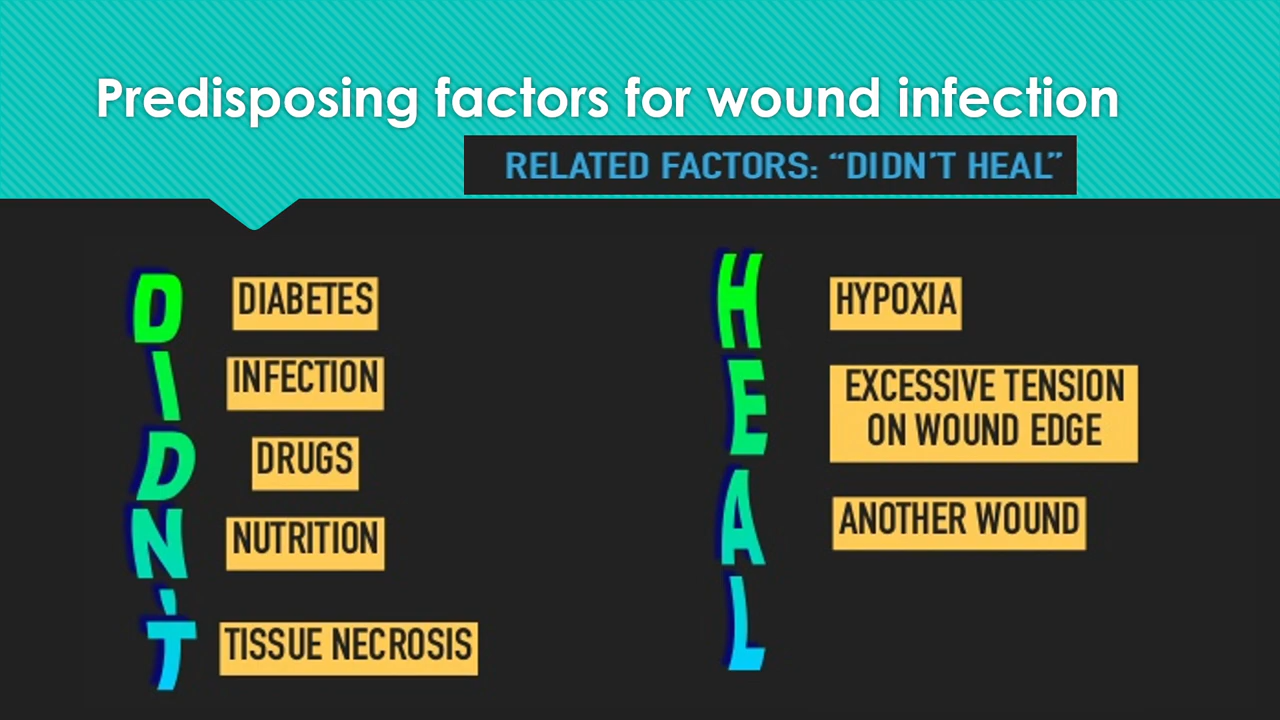 Predisposing factors for wound infection
RELATED FACTORS: “DIDN’T HEAL”
D DIABETES
I INFECTION
D DRUGS
N NUTRITION
'
T TISSUE NECROSIS
H HYPOXIA
E EXCESSIVE TENSION
ON WOUND EDGE
A ANOTHER WOUND
L